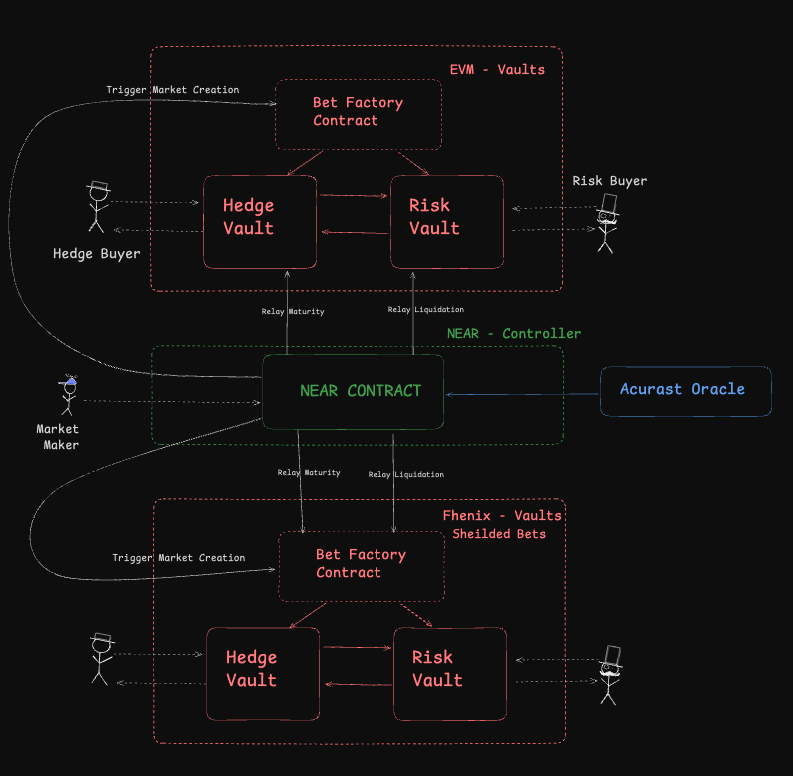 EVM - Vaults
Trigger Market Creation
Bet Factory
Contract
Risk Buyer
Hedge
Vault
Risk
Vault
Hedge Buyer
Relay Maturity
Relay Liquidation
NEAR - Controller
NEAR CONTRACT
Acurast Oracle
Market
Maker
Relay Maturity
Relay Liquidation
Fhenix - Vaults
Sheilded Bets
Bet Factory
Contract
Trigger Market Creation
Hedge
Vault
Risk
Vault